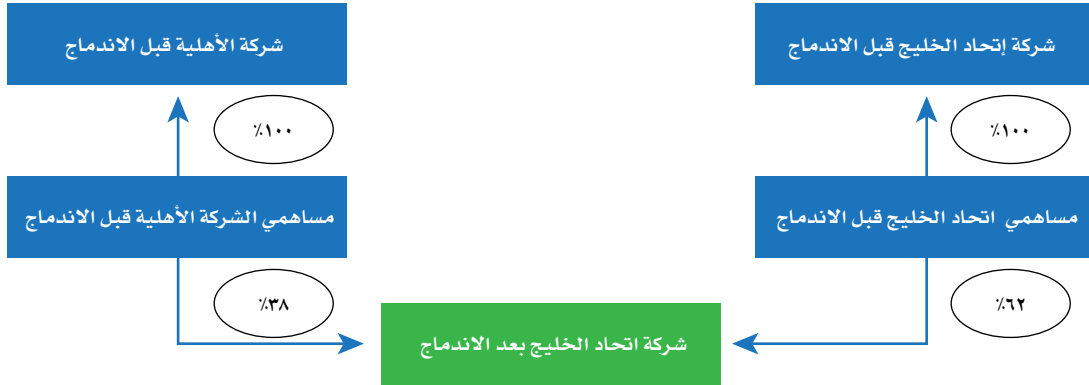 شركة إتحاد الخليج قبل الاندماج
شركة الأهلية قبل الاندماج
٪١٠٠
٪١٠٠
مساهمي اتحاد الخليج قبل الاندماج
مساهمي الشركة الأهلية قبل الاندماج
٪٦٢
٪٣٨
شركة اتحاد الخليج بعد الاندماج